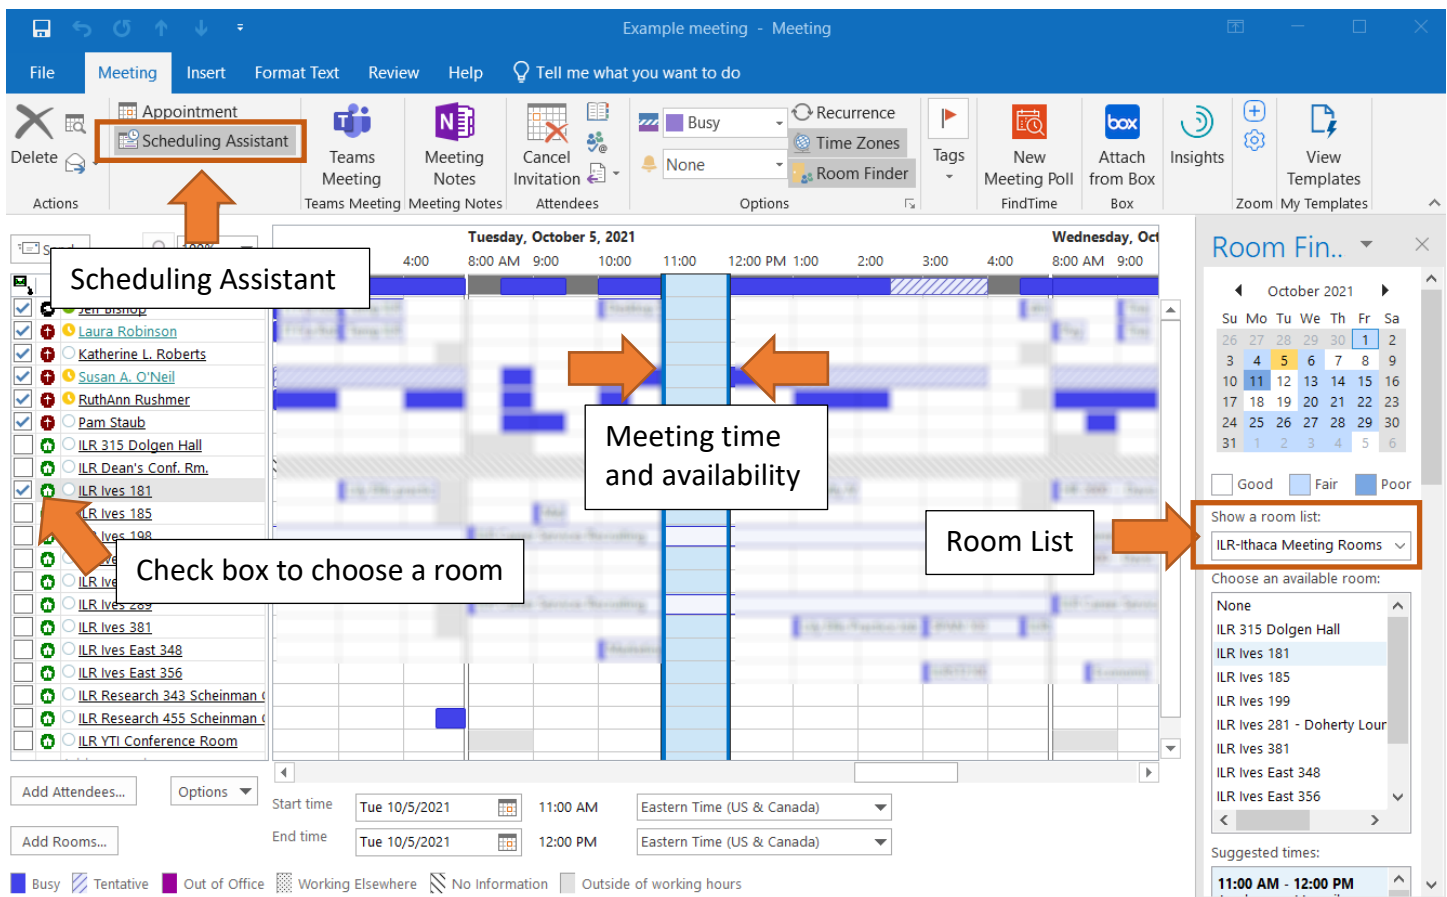 Example meeting - Meeting
File Meeting Insert Format Text Review Help Tell me what you want to do
Delete
Actions
Appointment
Scheduling Assistant
Teams
Meeting
Teams Meeting
Meeting
Notes
Meeting Notes
Cancel
Invitation
Attendees
Busy
None
Recurrence
Time Zones
Room Finder
Options
Tags
New
Meeting Poll
FindTime
box
Attach
from Box
Box
Insights
Zoom
View
Templates
My Templates
Scheduling Assistant
Tuesday, October 5, 2021
Wednesday, Oct
4:00 8:00 AM 9:00 10:00 11:00 12:00 PM 1:00 2:00 3:00 4:00 8:00 AM 9:00
Jeff Bishop
Laura Robinson
Katherine L. Roberts
Susan A. O'Neil
RuthAnn Rushmer
Pam Staub
ILR 315 Dolgen Hall
ILR Dean's Conf. Rm.
ILR Ives 181
ILR Ives 185
Ives 198
ILR Ives 289
ILR Ives 381
ILR Ives East 348
ILR Ives East 356
ILR Research 343 Scheinman
ILR Research 455 Scheinman
ILR YTI Conference Room
Meeting time
and availability
Check box to choose a room
Room List
Add Attendees... Options
Add Rooms...
Start time Tue 10/5/2021 11:00 AM Eastern Time (US & Canada)
End time Tue 10/5/2021 12:00 PM Eastern Time (US & Canada)
Busy Tentative Out of Office Working Elsewhere No Information Outside of working hours
Room Fin..
October 2021
Su Mo Tu We Th Fr Sa
26 27 28 29 30 1 2
3 4 5 6 7 8 9
10 11 12 13 14 15 16
17 18 19 20 21 22 23
24 25 26 27 28 29 30
31 1 2 3 4 5 6
Good Fair Poor
Show a room list:
ILR-Ithaca Meeting Rooms
Choose an available room:
None
ILR 315 Dolgen Hall
ILR Ives 181
ILR Ives 185
ILR Ives 199
ILR Ives 281 - Doherty Lour
ILR Ives 381
ILR Ives East 348
ILR Ives East 356
Suggested times:
11:00 AM - 12:00 PM